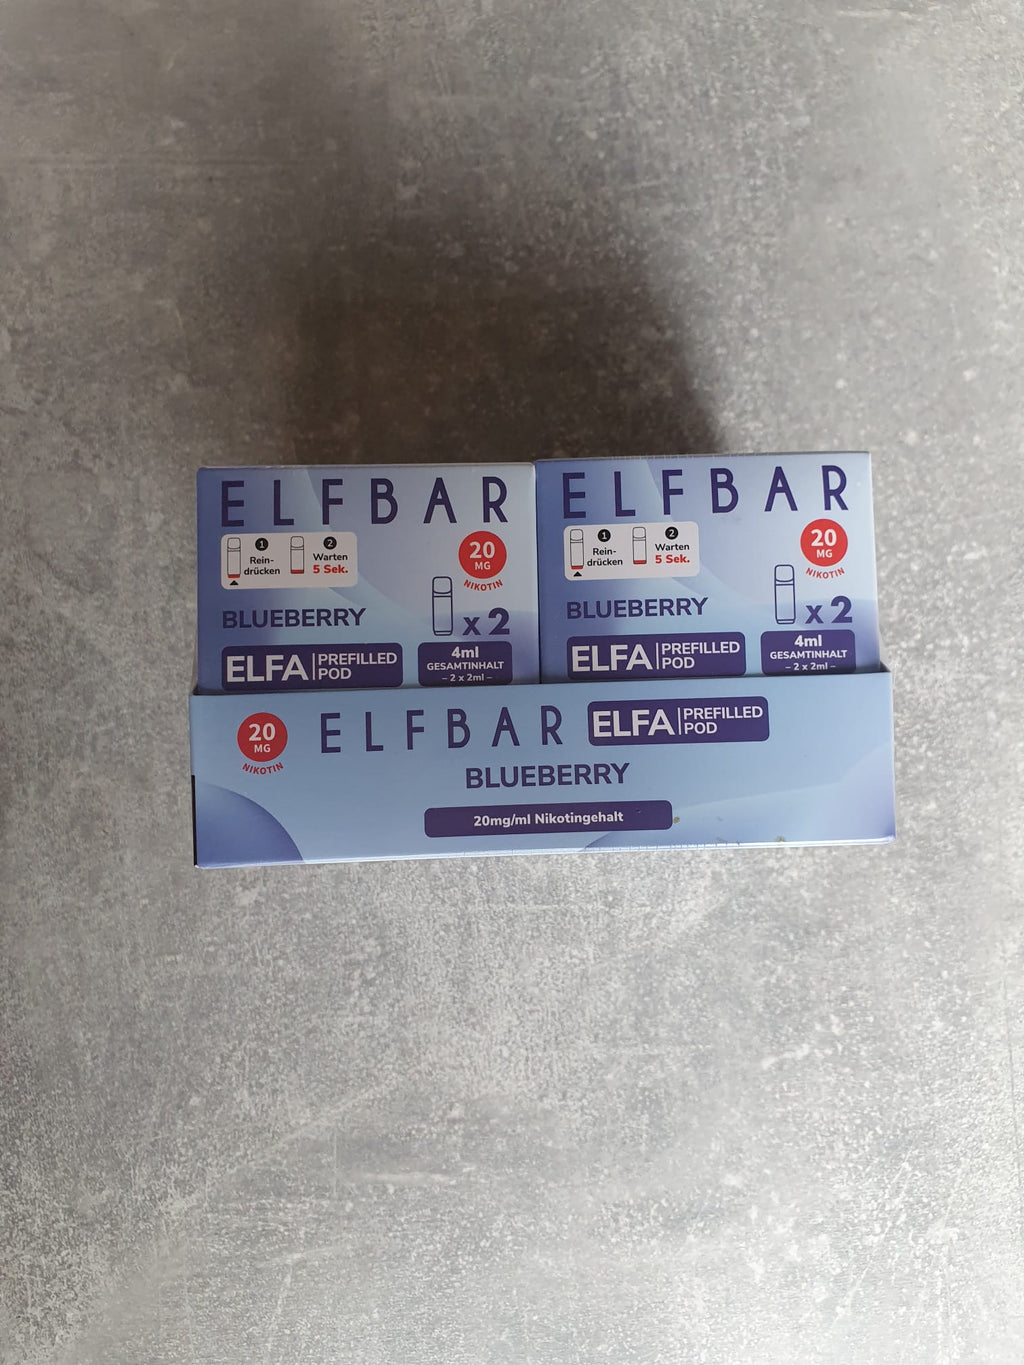 ELFBAR
1
Rein-
drücken
2
Warten
5 Sek.
20
MG
NIKOTIN
BLUEBERRY
x 2
ELFA PREFILLED
POD
4ml
GESAMTINHALT
– 2 x 2ml –
ELFBAR
1
Rein-
drücken
2
Warten
5 Sek.
20
MG
NIKOTIN
BLUEBERRY
x 2
ELFA PREFILLED
POD
4ml
GESAMTINHALT
– 2 x 2ml –
20
MG
NIKOTIN
ELFBAR ELFA PREFILLED
POD
BLUEBERRY
20mg/ml Nikotingehalt